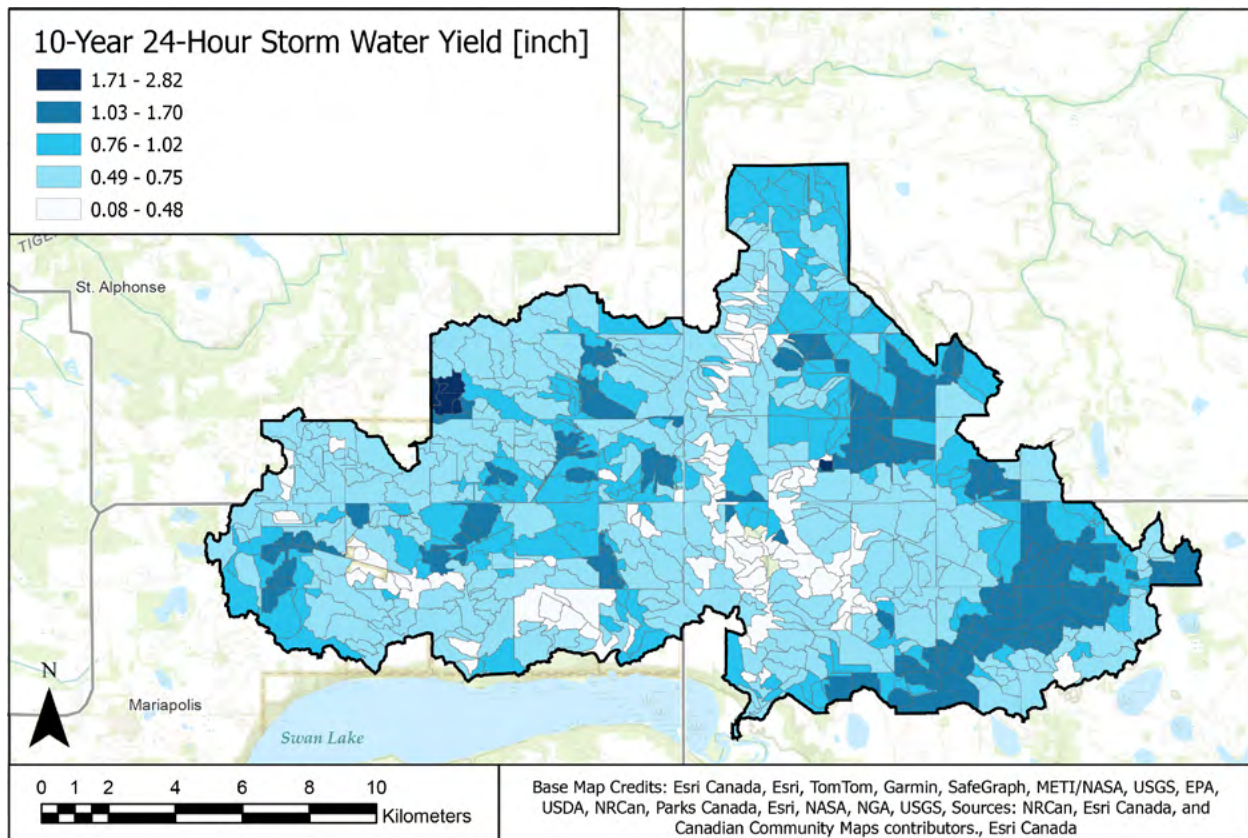 10-Year 24-Hour Storm Water Yield [inch]
1.71 - 2.82
1.03 - 1.70
0.76 - 1.02
0.49 - 0.75
0.08 - 0.48
TIGE
St. Alphonse
N
Mariapolis
Swan Lake
0 1 2 4 6 8 10
Kilometers
Base Map Credits: Esri Canada, Esri, TomTom, Garmin, SafeGraph, METI/NASA, USGS, EPA,
USDA, NRCan, Parks Canada, Esri, NASA, NGA, USGS, Sources: NRCan, Esri Canada, and
Canadian Community Maps contributors., Esri Canada